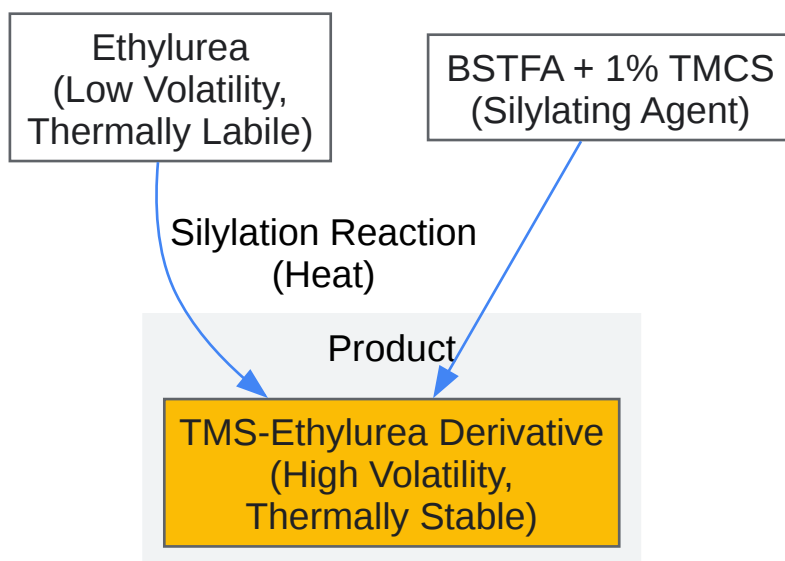 Ethylurea
(Low Volatility,
Thermally Labile)
BSTFA + 1% TMCS
(Silylating Agent)
Silylation Reaction
(Heat)
Product
TMS-Ethylurea Derivative
(High Volatility,
Thermally Stable)